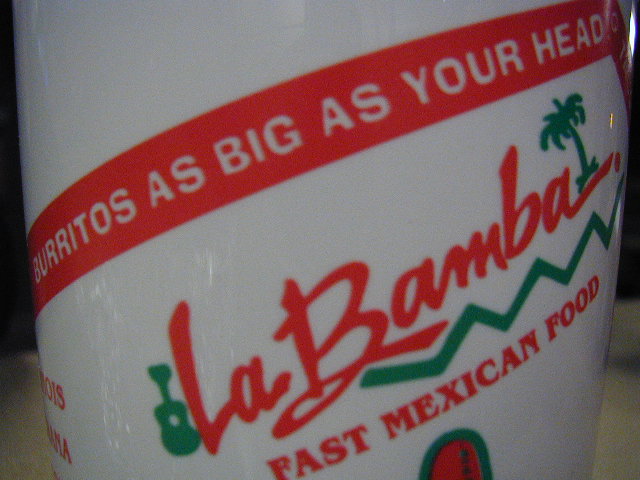 BURRITOS AS BIG AS YOUR HEAD®
La Bamba
FAST MEXICAN FOOD